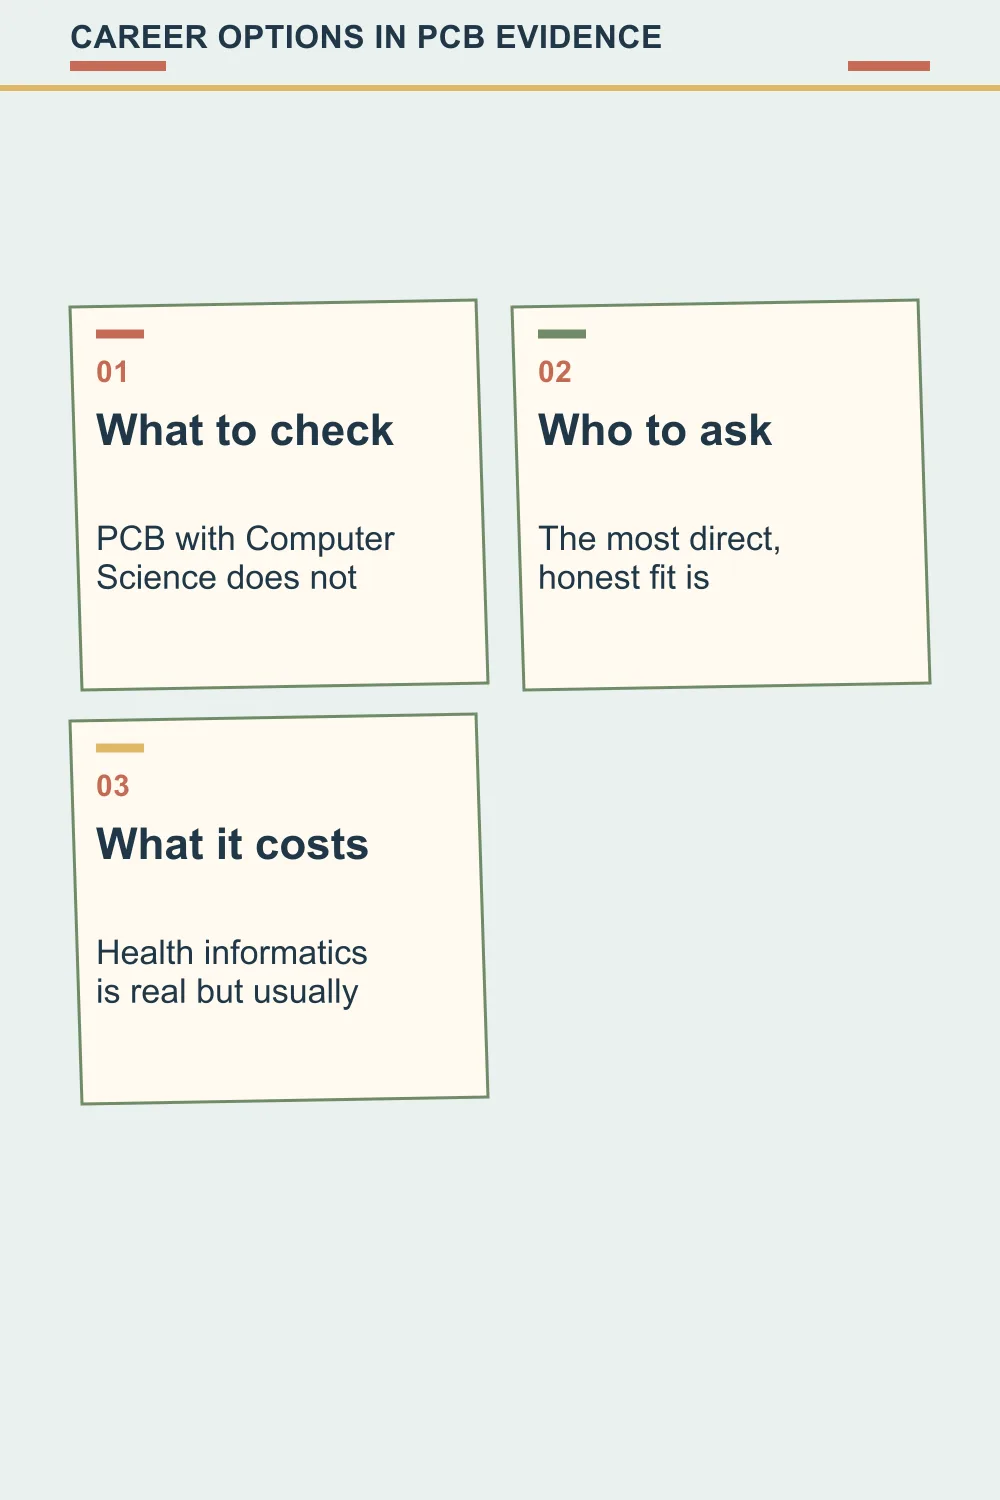 CAREER OPTIONS IN PCB EVIDENCE
01
What to check
PCB with Computer
Science does not
02
Who to ask
The most direct,
honest fit is
03
What it costs
Health informatics
is real but usually